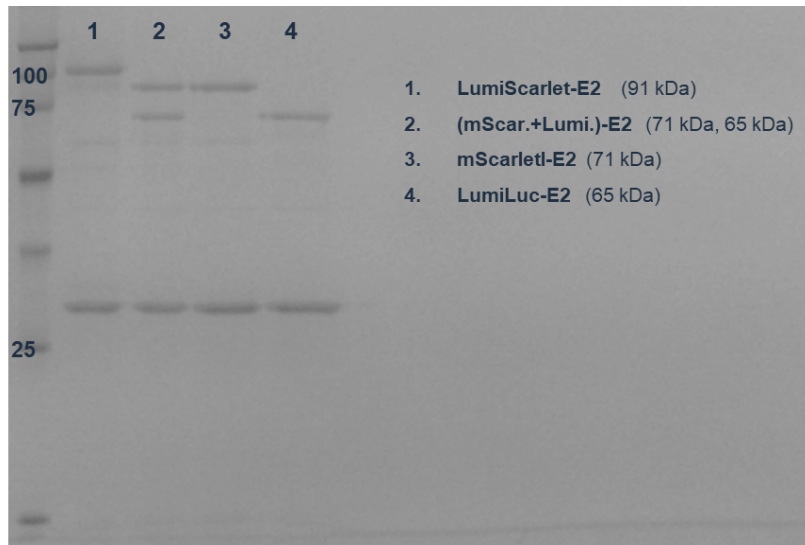 1 2 3 4
100
75
25
1. LumiScarlet-E2 (91 kDa)
2. (mScar.+Lumi.)-E2 (71 kDa, 65 kDa)
3. mScarletI-E2 (71 kDa)
4. LumiLuc-E2 (65 kDa)